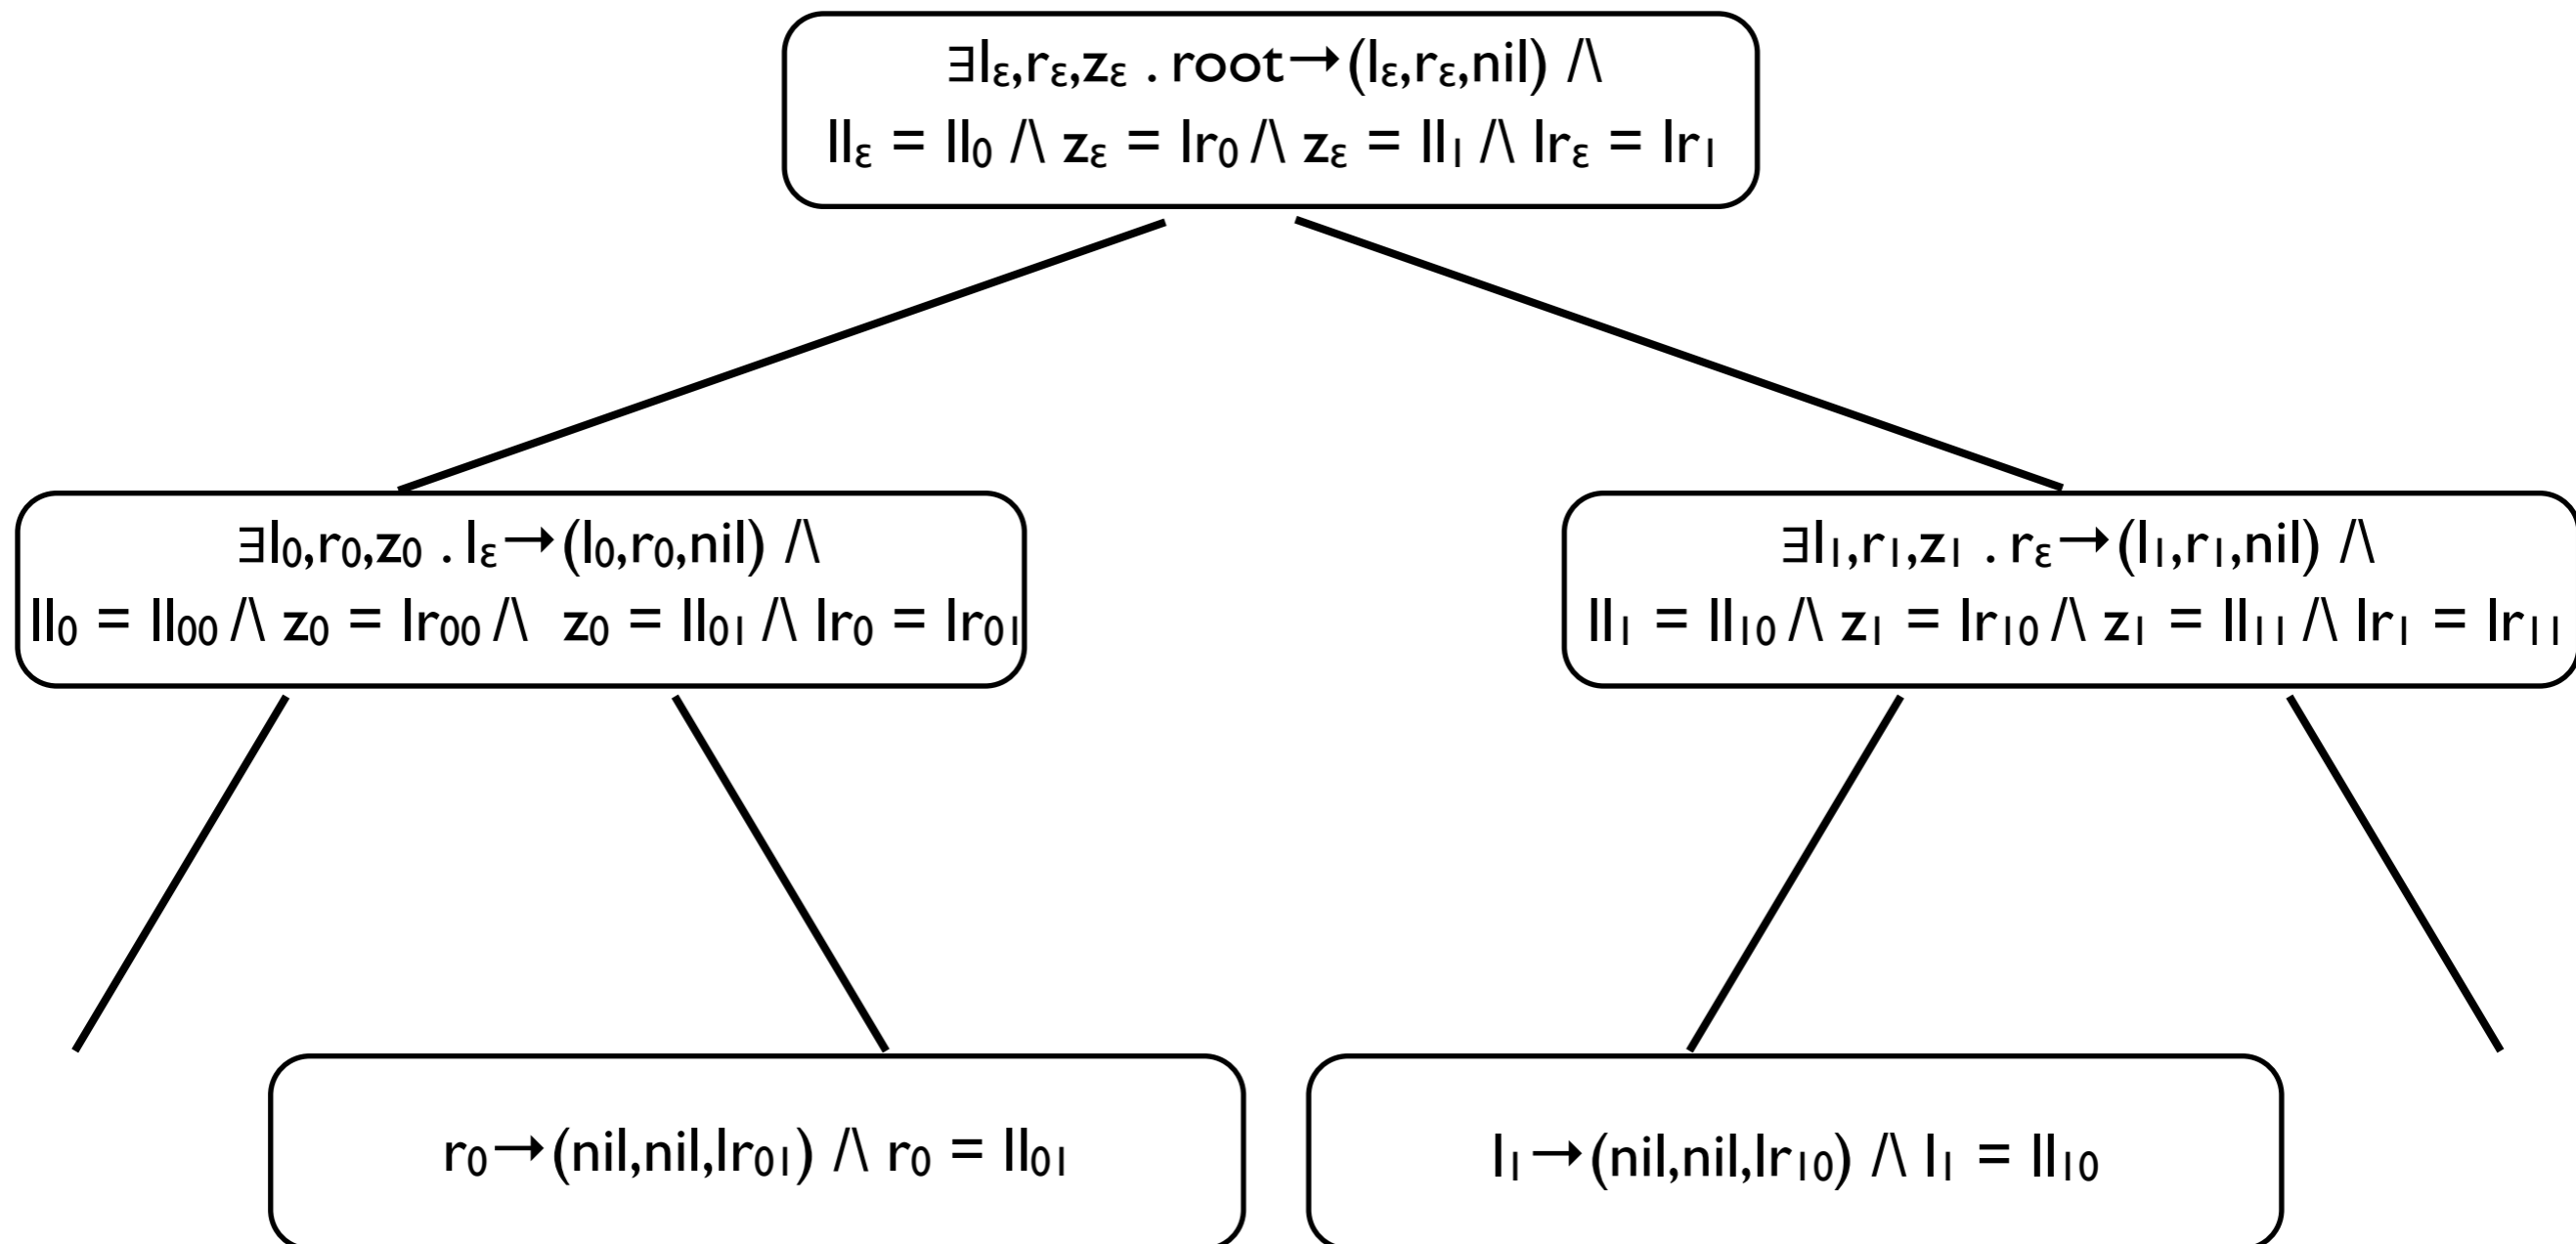 ∃lε,rε,zε . root→(lε,rε,nil) /\
llε = ll₀ /\ zε = lr₀ /\ zε = ll₁ /\ lrε = lr₁
∃l₀,r₀,z₀ . lε→(l₀,r₀,nil) /\
ll₀ = ll₀₀ /\ z₀ = lr₀₀ /\ z₀ = ll₀₁ /\ lr₀ = lr₀₁
∃l₁,r₁,z₁ . rε→(l₁,r₁,nil) /\
ll₁ = ll₁₀ /\ z₁ = lr₁₀ /\ z₁ = ll₁₁ /\ lr₁ = lr₁₁
r₀→(nil,nil,lr₀₁) /\ r₀ = ll₀₁
l₁→(nil,nil,lr₁₀) /\ l₁ = ll₁₀